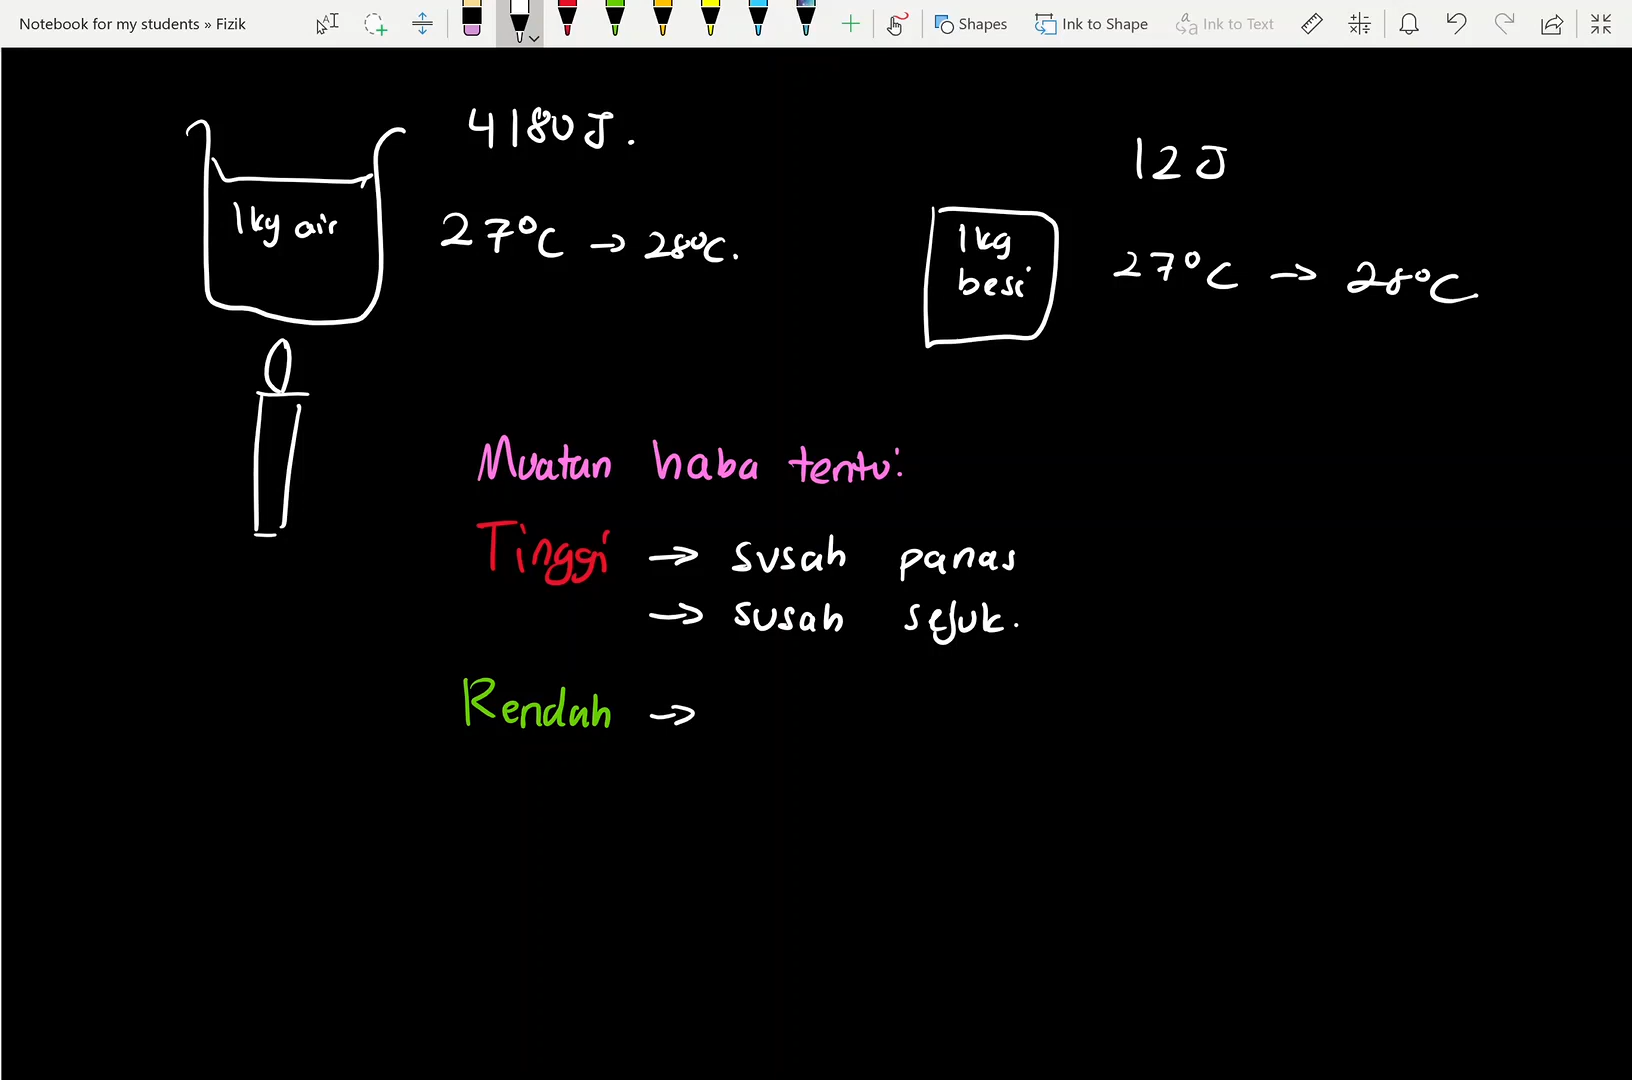 Notebook for my students » Fizik
Shapes
Ink to Shape
Ink to Text
4180J.
1kg air
27°C → 28°C.
12J
1kg
besi
27°C → 28°C
Muatan haba tentu:
Tinggi → susah panas
→ susah sejuk.
Rendah →